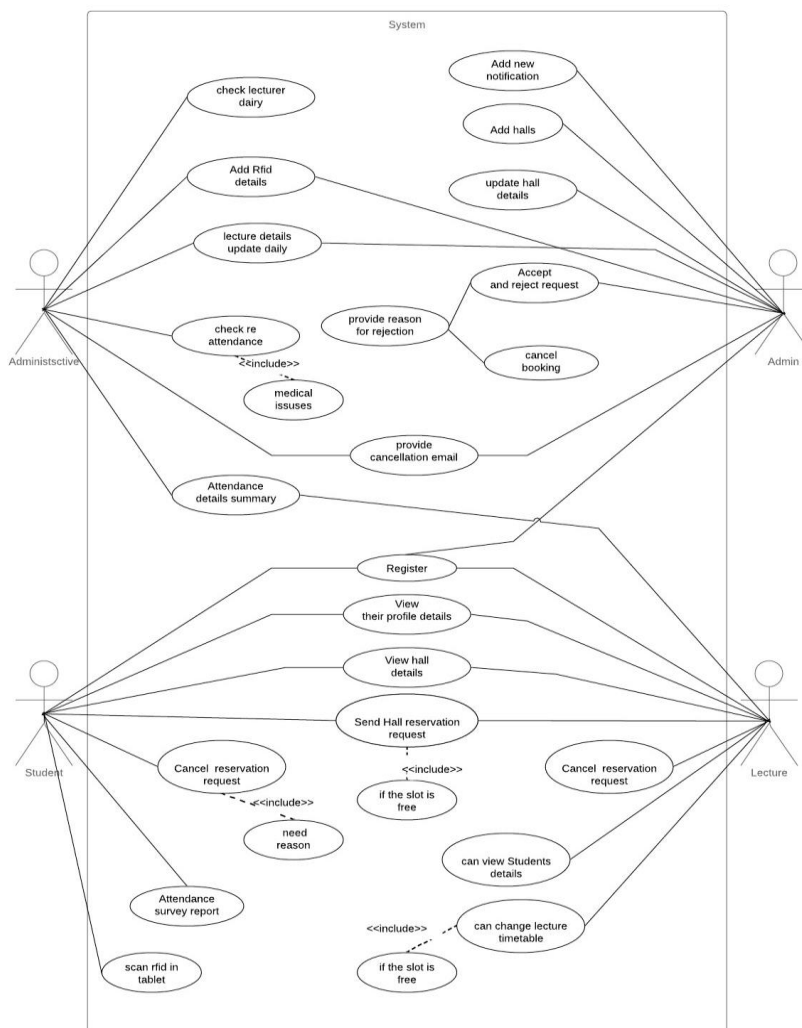 System
Add new
notification
check lecturer
dairy
Add halls
Add Rfid
details
update hall
details
lecture details
update daily
Accept
and reject request
provide reason
for rejection
check re
attendance
cancel
booking
Administsctive
Admin
<<include>>
medical
issuses
provide
cancellation email
Attendance
details summary
Register
View
their profile details
View hall
details
Send Hall reservation
request
Student
Lecture
Cancel reservation
request
<<include>>
if the slot is
free
Cancel reservation
request
<<include>>
need
reason
can view Students
details
Attendance
survey report
<<include>>
can change lecture
timetable
scan rfid in
tablet
if the slot is
free